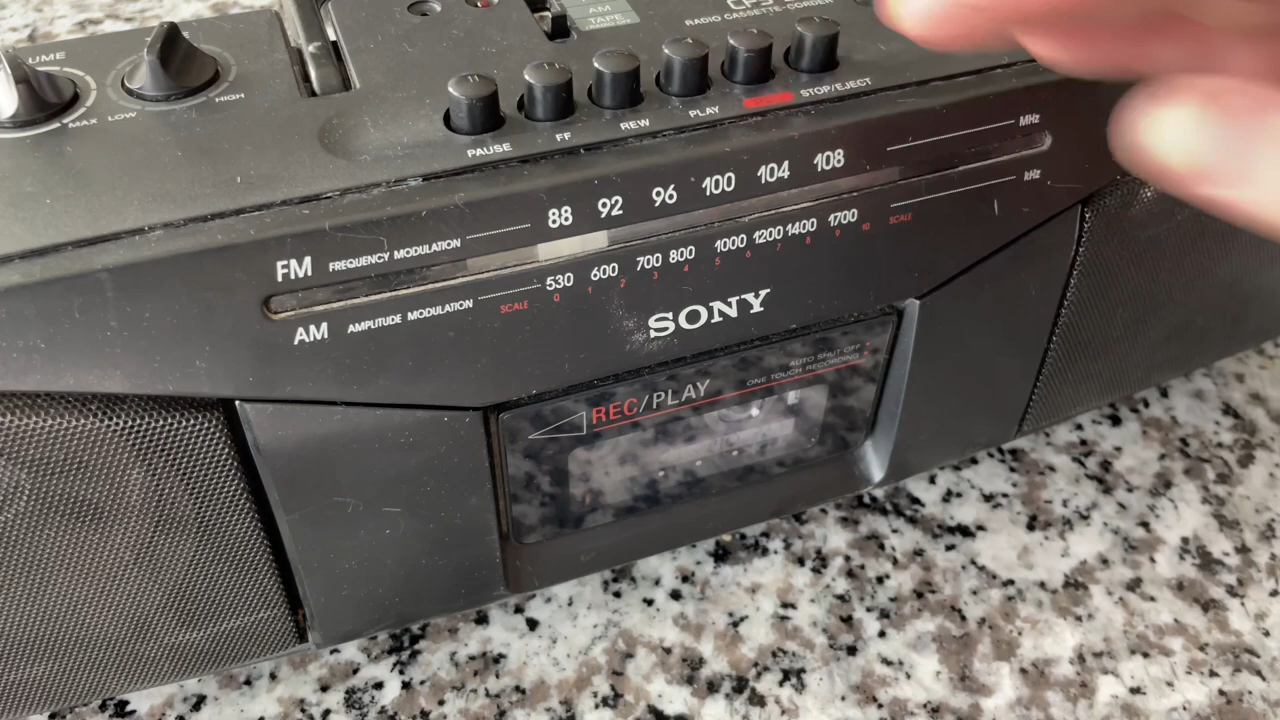 AM
TAPE
(RADIO OFF)
RADIO CASSETTE-CORDER
UME
MAX
LOW
HIGH
PAUSE
FF
REW
PLAY
STOP/EJECT
MHz
88 92 96 100 104 108
FM FREQUENCY MODULATION
kHz
530 600 700 800 1000 1200 1400 1700
SCALE 0 1 2 3 4 5 6 7 8 9 10 SCALE
AM AMPLITUDE MODULATION
SONY
AUTO SHUT OFF
ONE TOUCH RECORDING
REC/PLAY